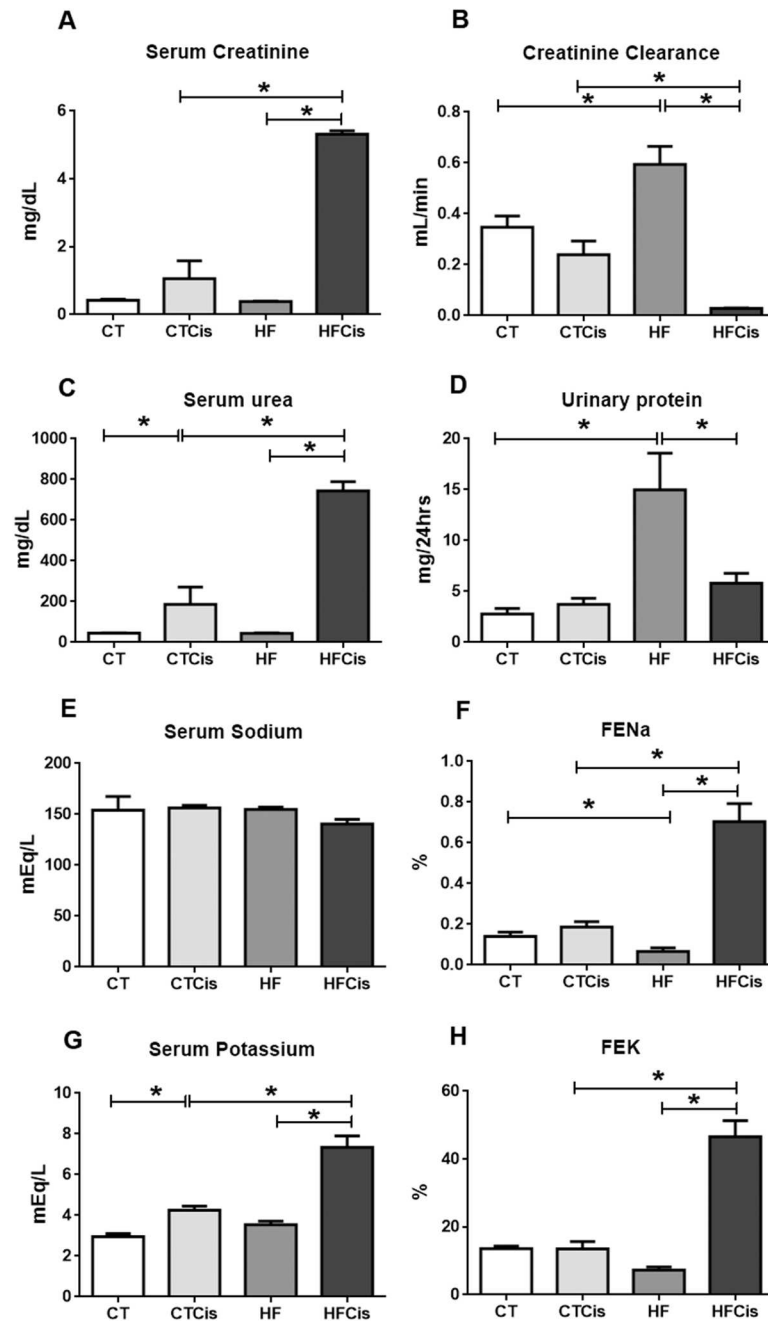 A
Serum Creatinine
*
*
6
4
2
0
mg/dL
CT CTCis HF HFCis
B
Creatinine Clearance
*
* *
0.8
0.6
0.4
0.2
0.0
mL/min
CT CTCis HF HFCis
C
Serum urea
* *
*
1000
800
600
400
200
0
mg/dL
CT CTCis HF HFCis
D
Urinary protein
* *
20
15
10
5
0
mg/24hrs
CT CTCis HF HFCis
E
Serum Sodium
200
150
100
50
0
mEq/L
CT CTCis HF HFCis
F
FENa
*
*
*
1.0
0.8
0.6
0.4
0.2
0.0
%
CT CTCis HF HFCis
G
Serum Potassium
* *
*
10
8
6
4
2
0
mEq/L
CT CTCis HF HFCis
H
FEK
*
*
60
40
20
0
%
CT CTCis HF HFCis